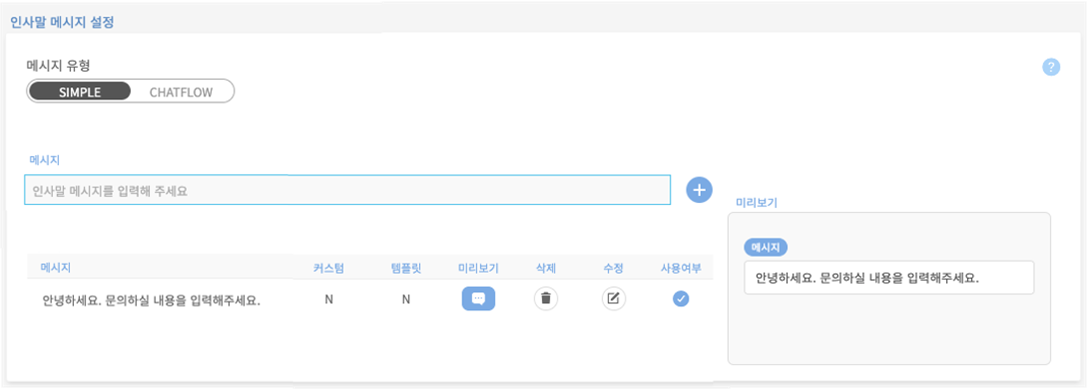 인사말 메시지 설정
메시지 유형
?
SIMPLE CHATFLOW
메시지
인사말 메시지를 입력해 주세요
미리보기
메시지
안녕하세요. 문의하실 내용을 입력해주세요.
메시지 커스텀 템플릿 미리보기 삭제 수정 사용여부
안녕하세요. 문의하실 내용을 입력해주세요. N N